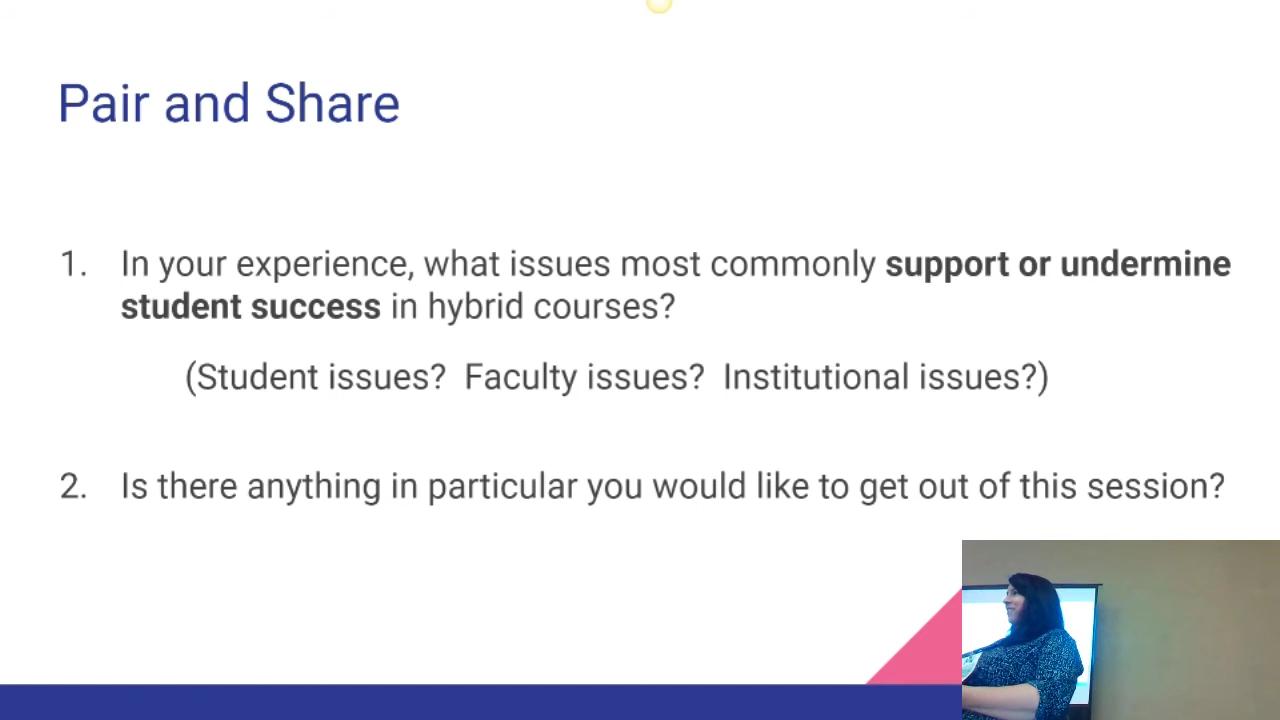 Pair and Share
1. In your experience, what issues most commonly support or undermine
student success in hybrid courses?
(Student issues? Faculty issues? Institutional issues?)
2. Is there anything in particular you would like to get out of this session?